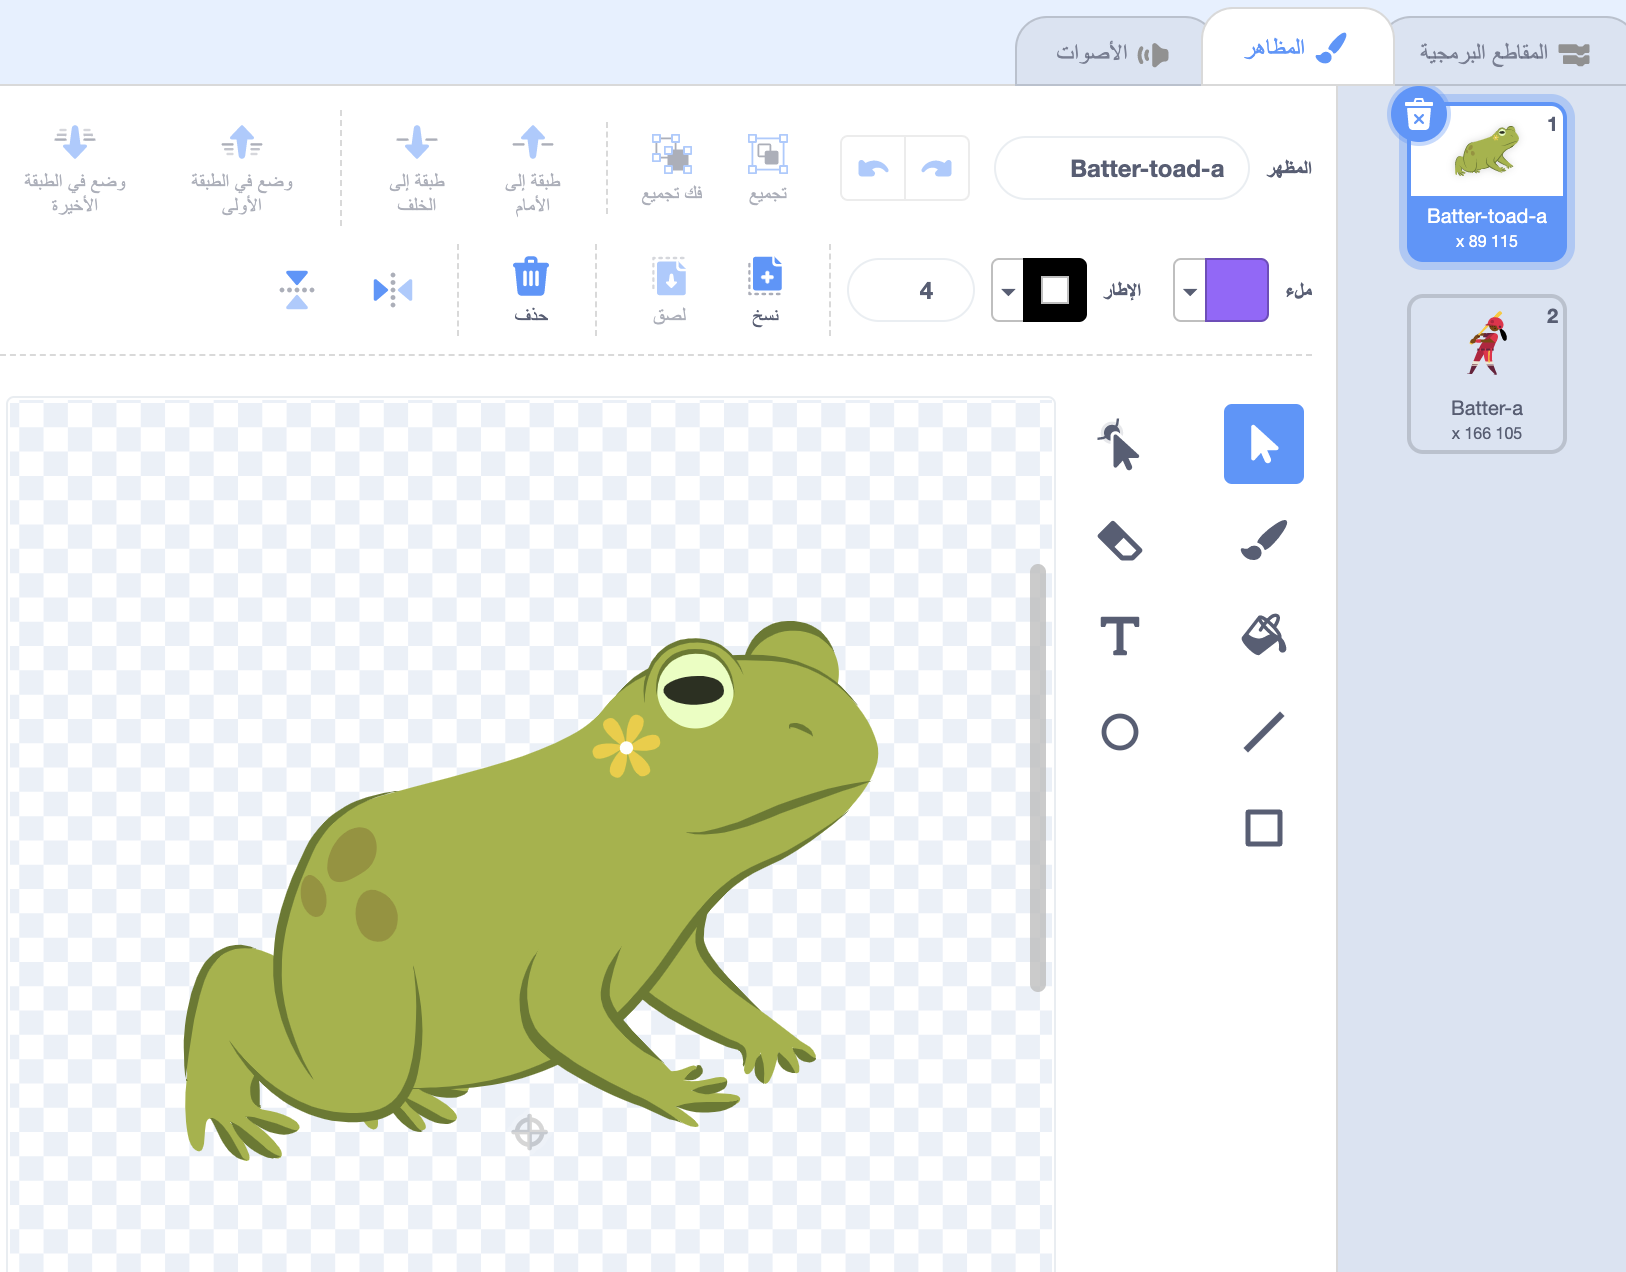 المقاطع البرمجية
المظاهر
الأصوات
المظهر
Batter-toad-a
تجميع
فك تجميع
طبقة إلى
الأمام
طبقة إلى
الخلف
وضع في الطبقة
الأولى
وضع في الطبقة
الأخيرة
ملء
الإطار
4
نسخ
لصق
حذف
1
Batter-toad-a
x 89 115
2
Batter-a
x 166 105